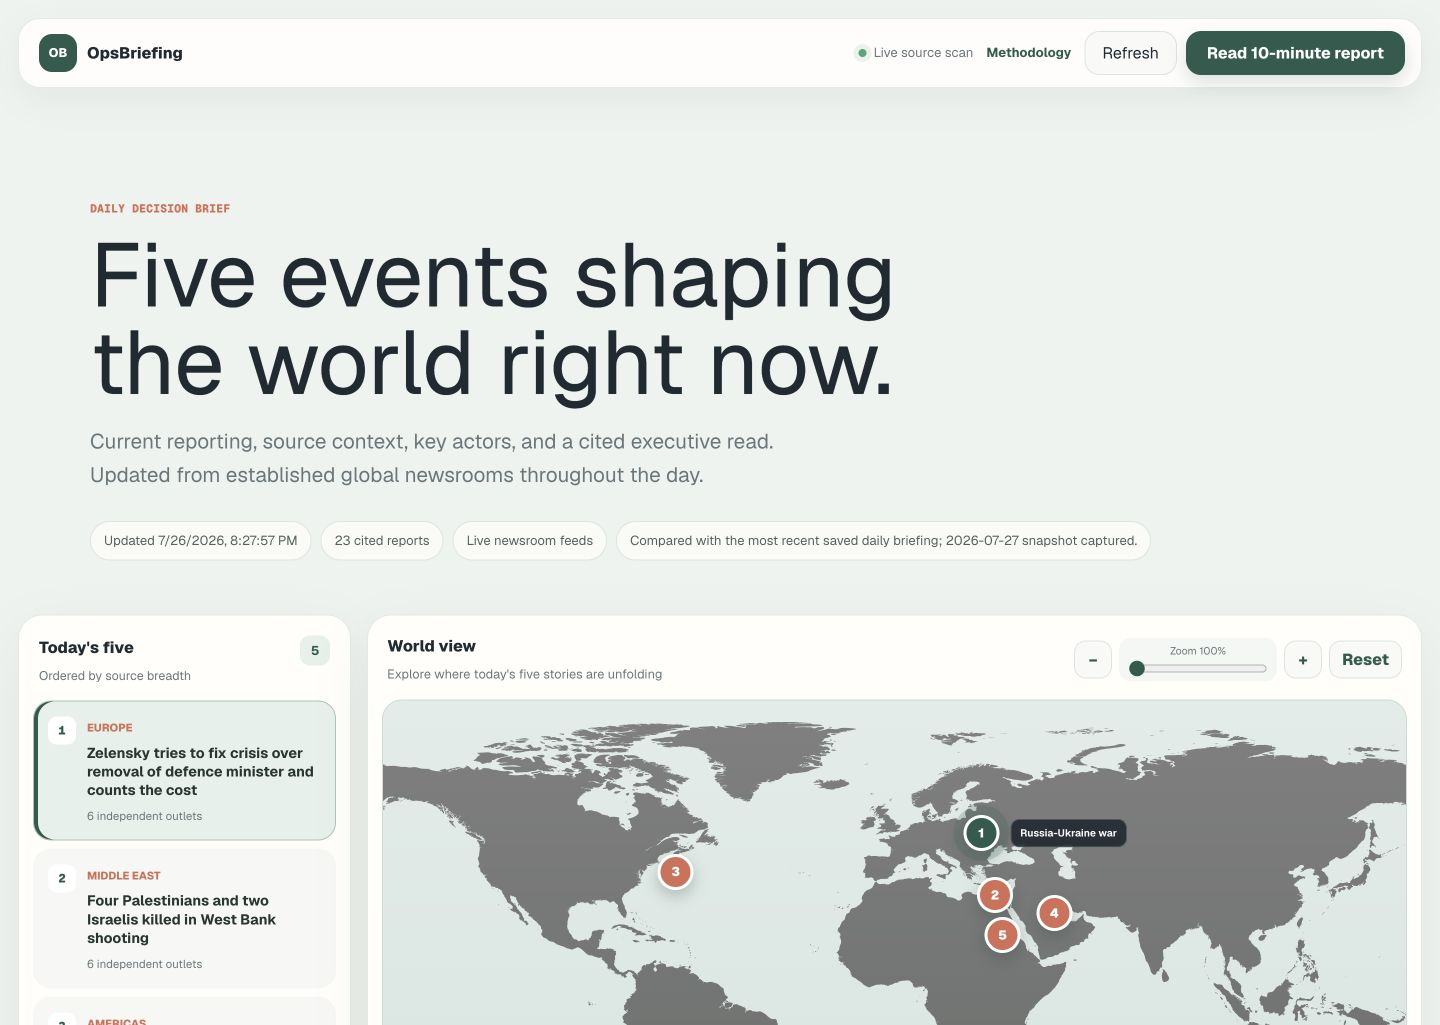 OB
OpsBriefing
Live source scan
Methodology
Refresh
Read 10-minute report
DAILY DECISION BRIEF
Five events shaping
the world right now.
Current reporting, source context, key actors, and a cited executive read.
Updated from established global newsrooms throughout the day.
Updated 7/26/2026, 8:27:57 PM
23 cited reports
Live newsroom feeds
Compared with the most recent saved daily briefing; 2026-07-27 snapshot captured.
Today's five
5
Ordered by source breadth
1
EUROPE
Zelensky tries to fix crisis over
removal of defence minister and
counts the cost
6 independent outlets
2
MIDDLE EAST
Four Palestinians and two
Israelis killed in West Bank
shooting
6 independent outlets
3
AMERICAS
World view
Explore where today's five stories are unfolding
−
Zoom 100%
+
Reset
1
Russia-Ukraine war
3
2
4
5